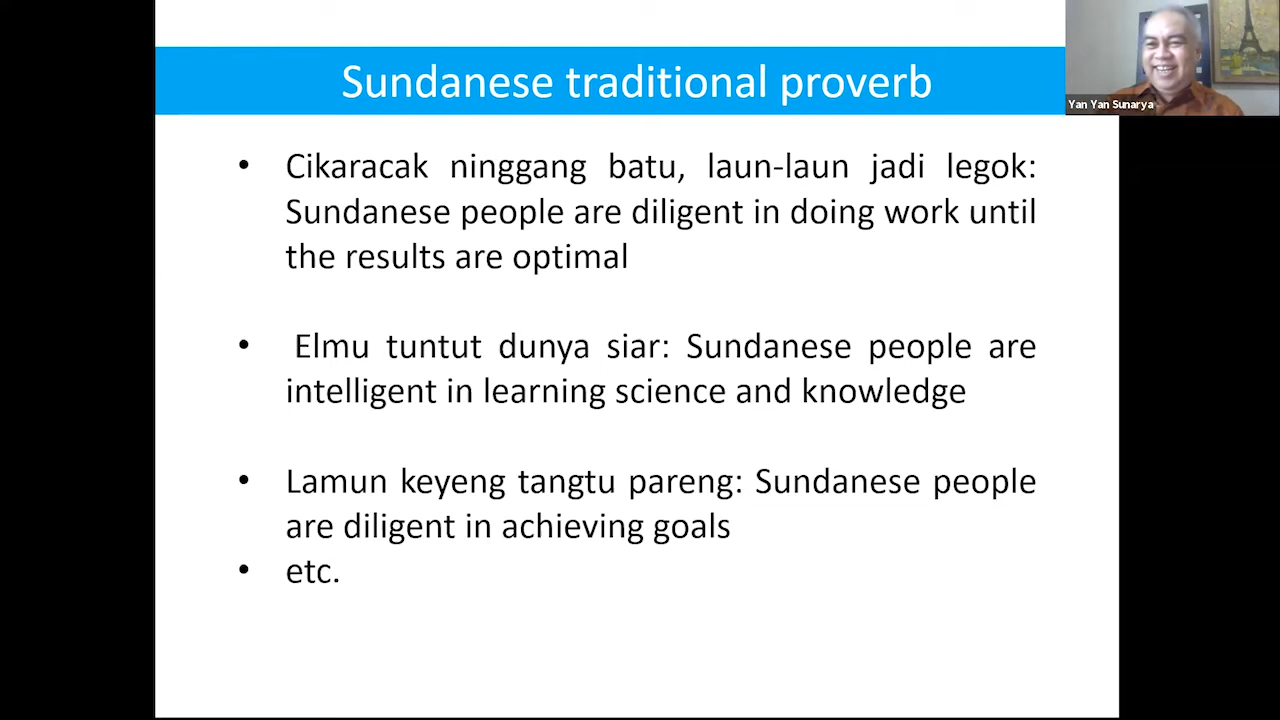 Sundanese traditional proverb
Yan Yan Sunarya
• Cikaracak ninggang batu, laun-laun jadi legok:
Sundanese people are diligent in doing work until
the results are optimal
• Elmu tuntut dunya siar: Sundanese people are
intelligent in learning science and knowledge
• Lamun keyeng tangtu pareng: Sundanese people
are diligent in achieving goals
• etc.